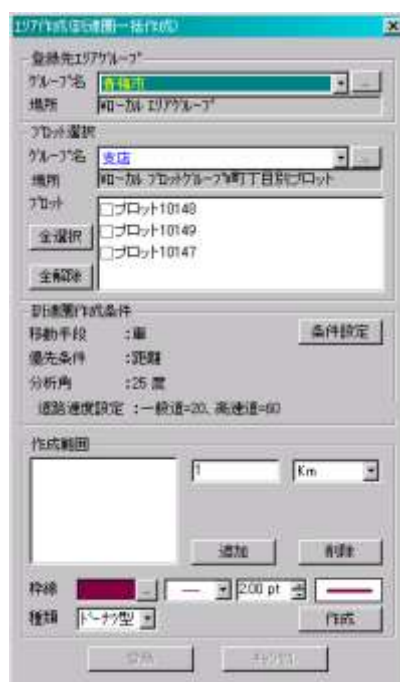 エリア作成(到達圏一括作成)
登録先エリアグループ
グループ名
場所 ¥ローカル エリアグループ
プロット選択
グループ名 支店
場所 ¥ローカル プロットグループ¥町丁目別プロット
プロット
プロット10148
全選択 プロット10149
プロット10147
全解除
到達圏作成条件
移動手段 :車 条件設定
優先条件 :距離
分析角 :25 度
道路速度設定 :一般道=20、高速道=60
作成範囲
1 Km
追加 削除
枠線 ... 2.00 pt
種類 ドーナツ型 作成
登録 キャンセル